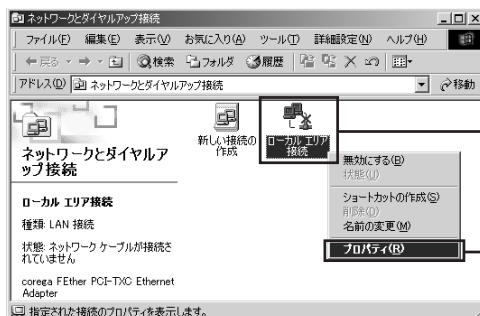 ネットワークとダイヤルアップ接続
ファイル(F) 編集(E) 表示(V) お気に入り(A) ツール(T) 詳細設定(N) ヘルプ(H)
戻る 検索 フォルダ 履歴
アドレス(D) ネットワークとダイヤルアップ接続 移動
ネットワークとダイヤルア
ップ接続
ローカル エリア接続
種類: LAN 接続
状態: ネットワーク ケーブルが接続さ
れていません
corega FEther PCI-TXC Ethernet
Adapter
新しい接続の
作成
ローカル エリア
接続
無効にする(B)
状態(U)
ショートカットの作成(S)
削除(D)
名前の変更(M)
プロパティ(R)
指定された接続のプロパティを表示します。